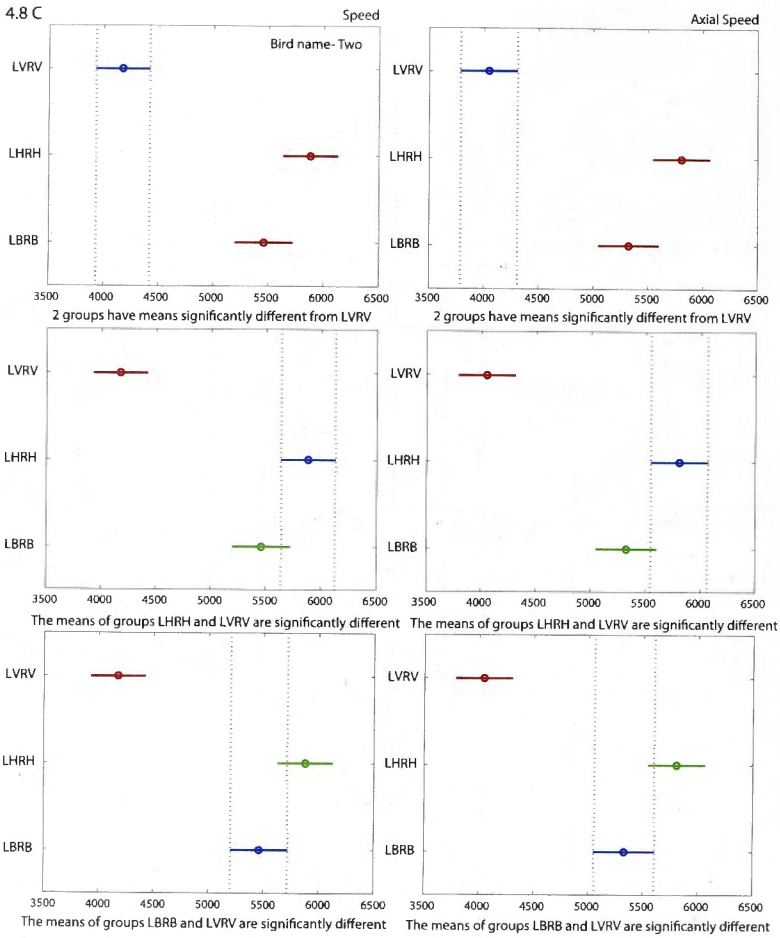 4.8 C
Speed
Axial Speed
Bird name- Two
LVRV
LHRH
LBRB
3500 4000 4500 5000 5500 6000 6500
2 groups have means significantly different from LVRV
LVRV
LHRH
LBRB
3500 4000 4500 5000 5500 6000 6500
2 groups have means significantly different from LVRV
LVRV
LHRH
LBRB
3500 4000 4500 5000 5500 6000 6500
The means of groups LHRH and LVRV are significantly different
LVRV
LHRH
LBRB
3500 4000 4500 5000 5500 6000 6500
The means of groups LHRH and LVRV are significantly different
LVRV
LHRH
LBRB
3500 4000 4500 5000 5500 6000 6500
The means of groups LBRB and LVRV are significantly different
LVRV
LHRH
LBRB
3500 4000 4500 5000 5500 6000 6500
The means of groups LBRB and LVRV are significantly different